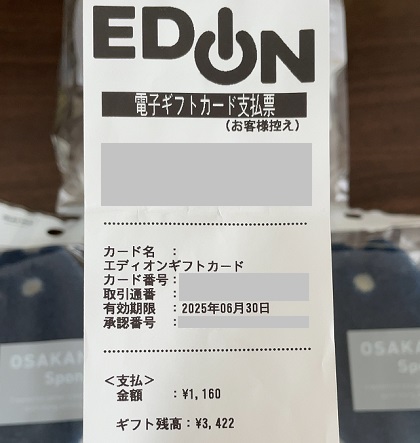 EDION
電子ギフトカード支払票
(お客様控え)
カード名 :
エディオンギフトカード
カード番号:
取引通番 :
有効期限 : 2025年06月30日
承認番号 :
<支払>
金額 :¥1,160
ギフト残高:¥3,422
OSAKA
Spo